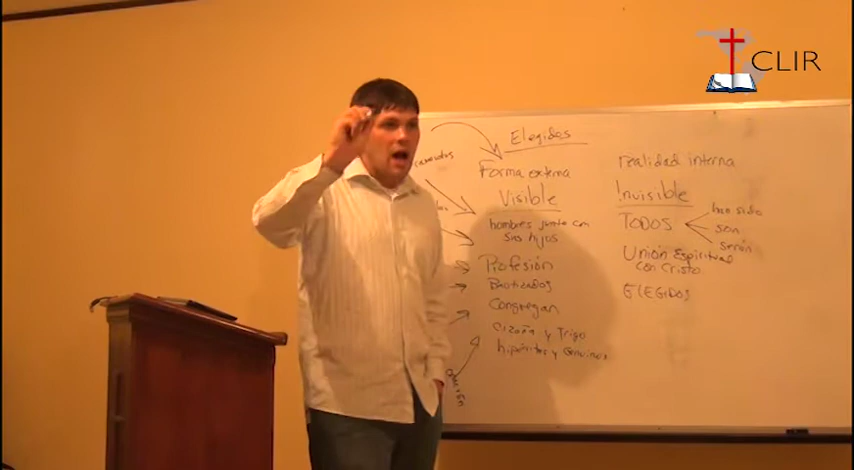 CLIR
Elegidos
Forma externa
Visible
hombres junto con
sus hijos
Profesión
Bautizados
Congregan
Cizaña y Trigo
hipócritas y Genuinos
realidad interna
Invisible
TODOS
han sido
son
serán
Unión Espiritual
con Cristo
ELEGIDOS